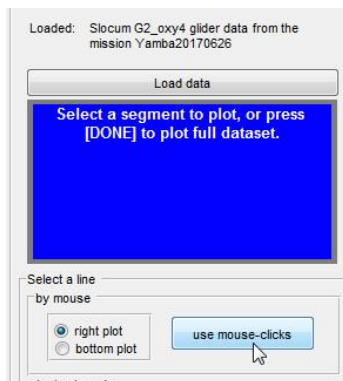 Loaded: Slocum G2_oxy4 glider data from the
mission Yamba20170626
Load data
Select a segment to plot, or press
[DONE] to plot full dataset.
Select a line
by mouse
right plot
bottom plot
use mouse-clicks